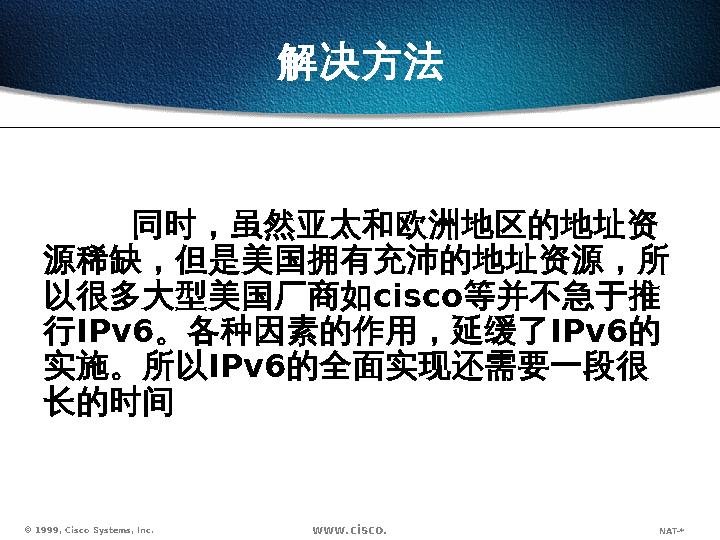 解决方法
同时，虽然亚太和欧洲地区的地址资
源稀缺，但是美国拥有充沛的地址资源，所
以很多大型美国厂商如cisco等并不急于推
行IPv6。各种因素的作用，延缓了IPv6的
实施。所以IPv6的全面实现还需要一段很
长的时间
© 1999, Cisco Systems, Inc.
www.cisco.
NAT-*